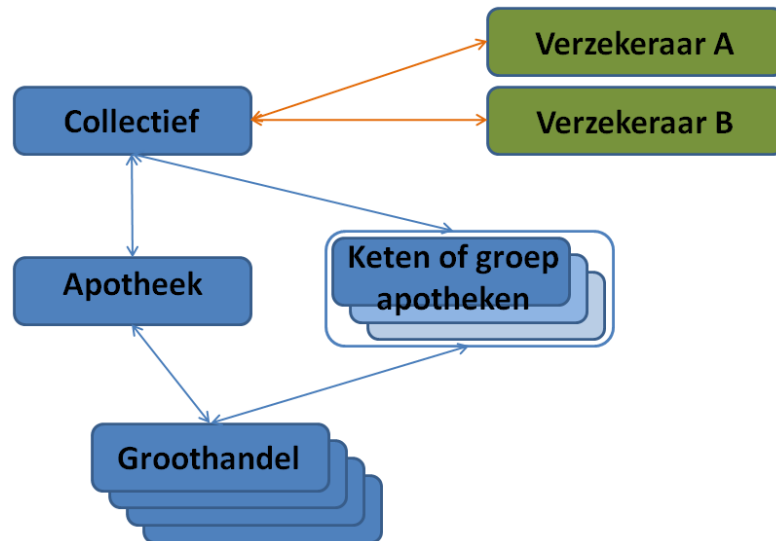 Verzekeraar A
Collectief
Verzekeraar B
Apotheek
Keten of groep
apotheken
Groothandel